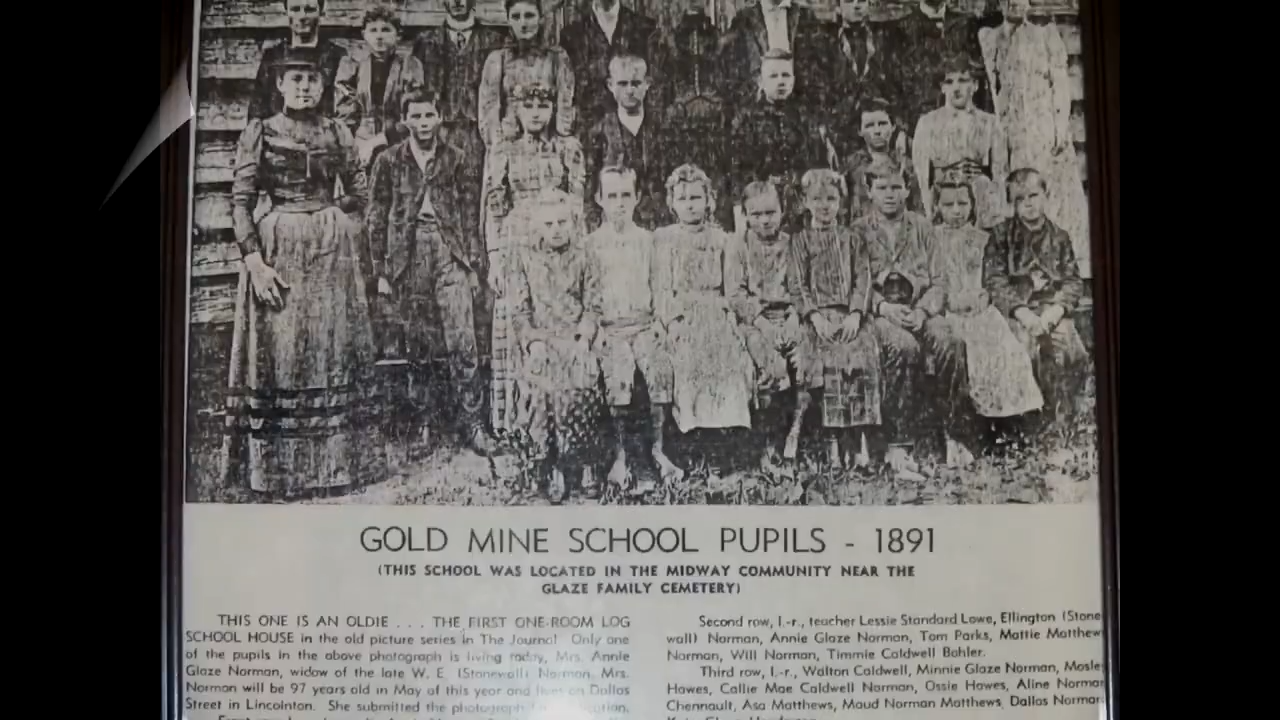 GOLD MINE SCHOOL PUPILS - 1891
(THIS SCHOOL WAS LOCATED IN THE MIDWAY COMMUNITY NEAR THE
GLAZE FAMILY CEMETERY)
THIS ONE IS AN OLDIE . . . THE FIRST ONE-ROOM LOG
SCHOOL HOUSE in the old picture series in The Journal. Only one
of the pupils in the above photograph is living today, Mrs. Annie
Glaze Norman, widow of the late W. E. (Stonewall) Norman. Mrs.
Norman will be 97 years old in May of this year and lives on Dallas
Street in Lincolnton. She submitted the photograph
Second row, l.-r., teacher Lessie Standard Lowe, Ellington (Stone
wall) Norman, Annie Glaze Norman, Tom Parks, Mattie Matthew
Norman, Will Norman, Timmie Caldwell Bohler.
Third row, l.-r., Walton Caldwell, Minnie Glaze Norman, Mosle
Hawes, Callie Mae Caldwell Norman, Ossie Hawes, Aline Norman
Chennault, Asa Matthews, Maud Norman Matthews, Dallas Norman